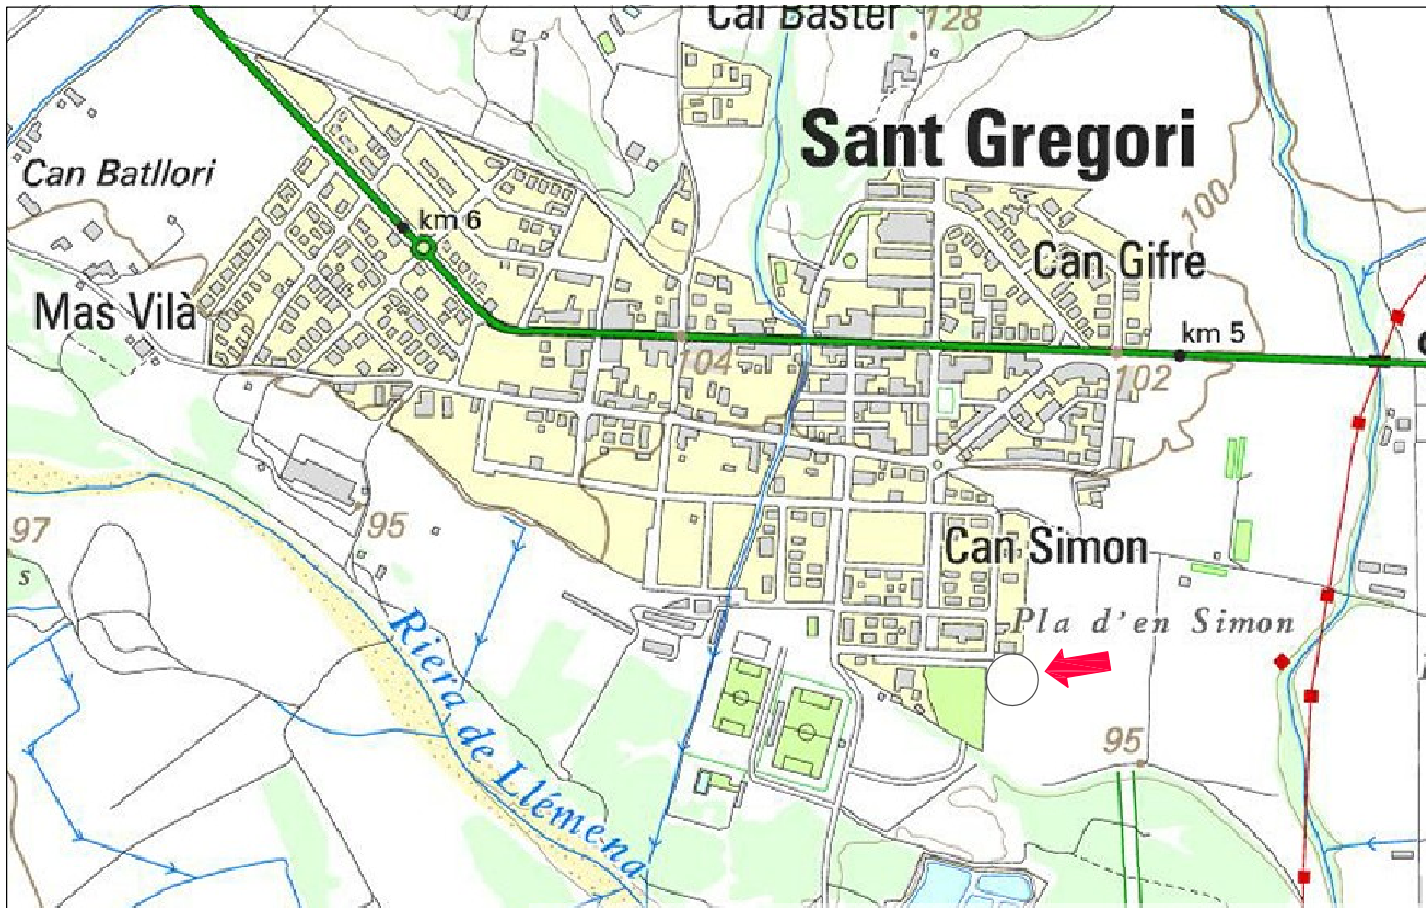 Cal Baster
128
Sant Gregori
Can Batllori
100
km 6
Can Gifre
Mas Vilà
km 5
104
102
97
95
Can Simon
s
Pla d'en Simon
Riera de Llémena
95